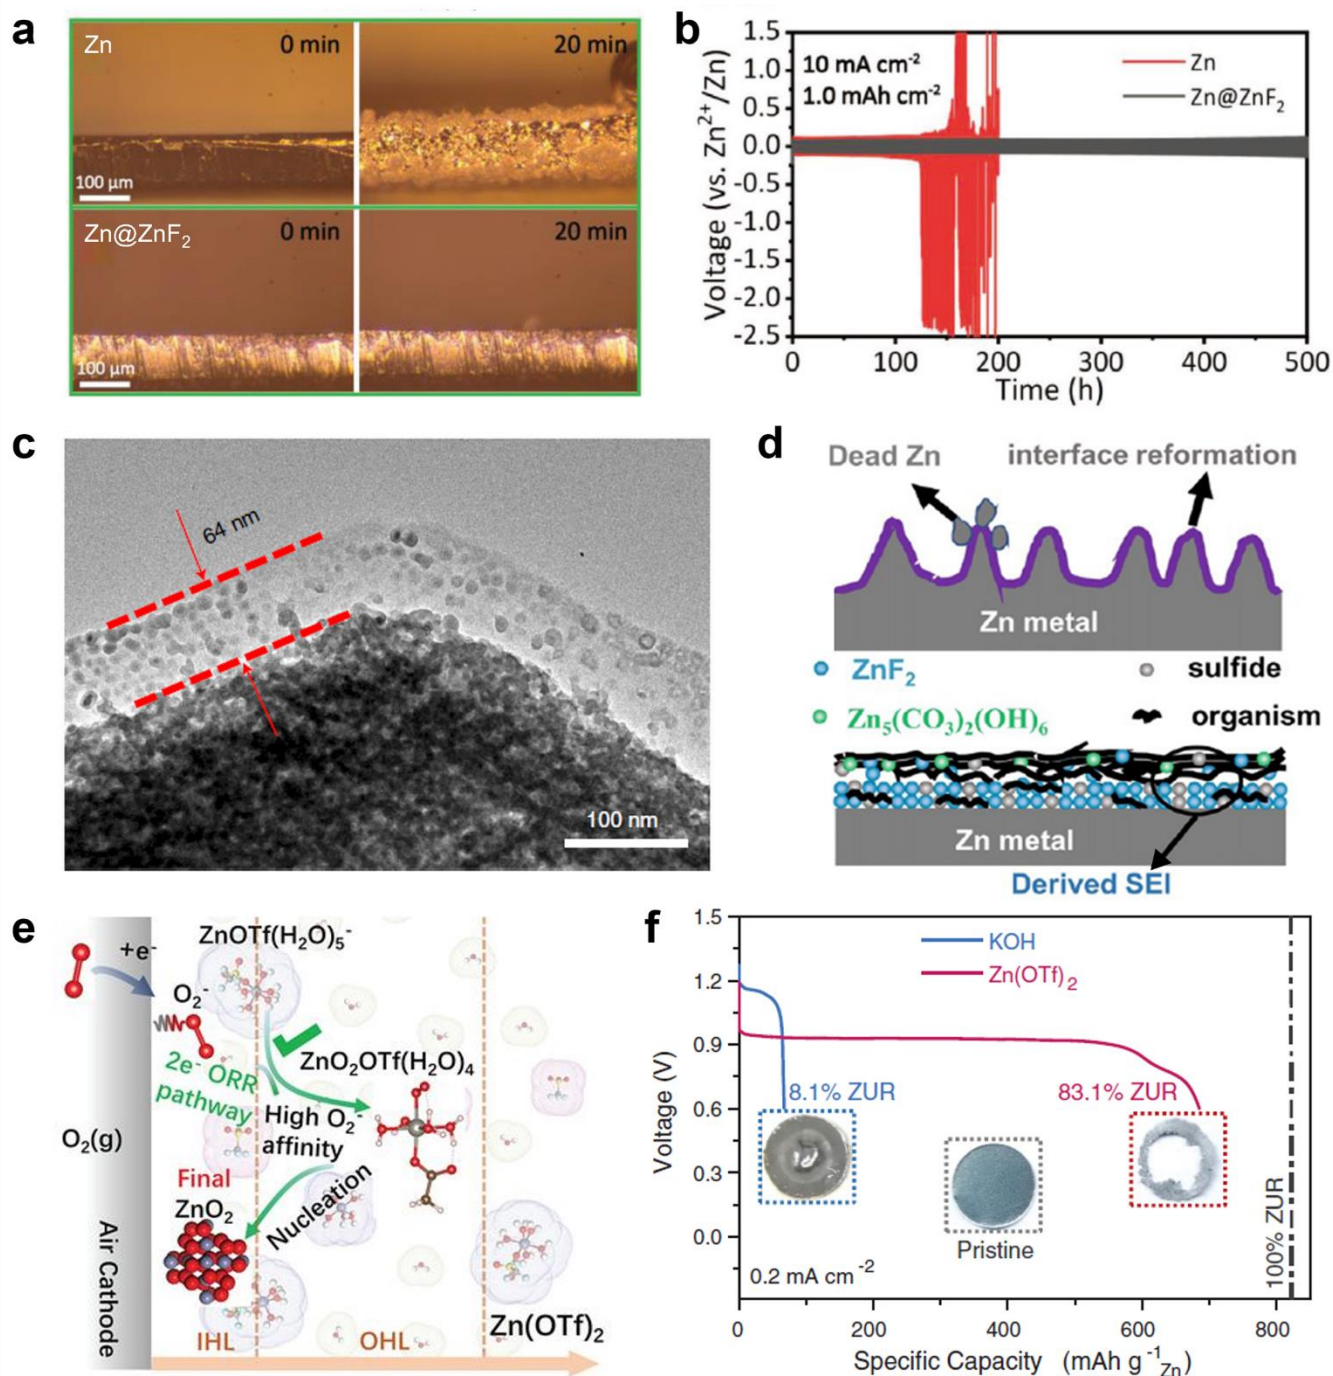 a
Zn
0 min
20 min
100 μm
Zn@ZnF₂
0 min
20 min
100 μm
b
1.5
1.0
0.5
0.0
-0.5
-1.0
-1.5
-2.0
-2.5
Voltage (vs. Zn²⁺/Zn)
10 mA cm⁻²
1.0 mAh cm⁻²
Zn
Zn@ZnF₂
0 100 200 300 400 500
Time (h)
c
64 nm
100 nm
d
Dead Zn
interface reformation
Zn metal
ZnF₂
sulfide
Zn₅(CO₃)₂(OH)₆
organism
Zn metal
Derived SEI
e
+e⁻
ZnOTf(H₂O)₅⁻
O₂⁻
2e⁻ ORR
pathway
ZnO₂OTf(H₂O)₄
High O₂⁻
affinity
O₂(g)
Final
ZnO₂
Nucleation
Air Cathode
Zn(OTf)₂
IHL
OHL
f
1.5
1.2
0.9
0.6
0.3
0.0
Voltage (V)
KOH
Zn(OTf)₂
8.1% ZUR
83.1% ZUR
Pristine
100% ZUR
0.2 mA cm⁻²
0 200 400 600 800
Specific Capacity (mAh g⁻¹Zn)